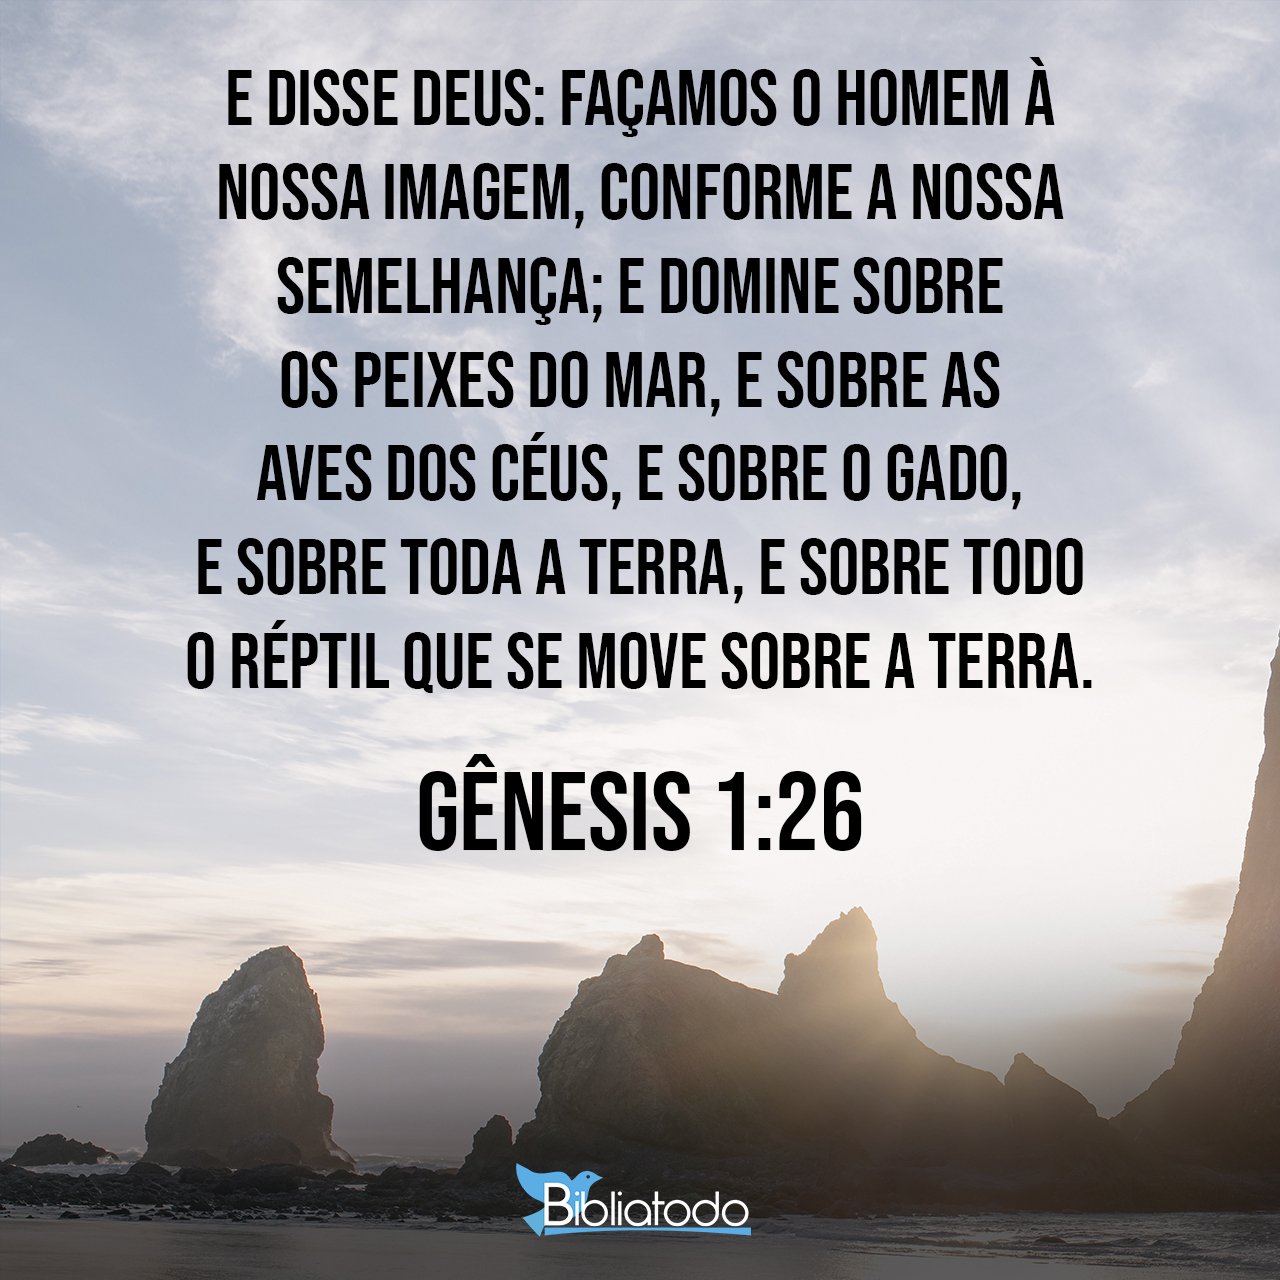 E DISSE DEUS: FAÇAMOS O HOMEM À
NOSSA IMAGEM, CONFORME A NOSSA
SEMELHANÇA; E DOMINE SOBRE
OS PEIXES DO MAR, E SOBRE AS
AVES DOS CÉUS, E SOBRE O GADO,
E SOBRE TODA A TERRA, E SOBRE TODO
O RÉPTIL QUE SE MOVE SOBRE A TERRA.
GÊNESIS 1:26
Bibliatodo